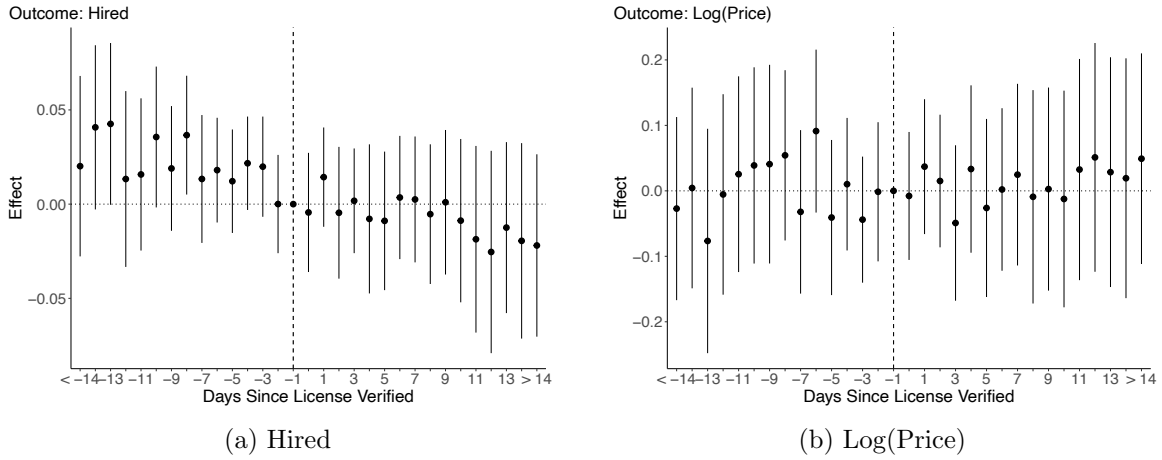 Outcome: Hired
Effect
0.05
0.00
−0.05
< −14 −13 −11 −9 −7 −5 −3 −1 1 3 5 7 9 11 13 > 14
Days Since License Verified
(a) Hired
Outcome: Log(Price)
Effect
0.2
0.1
0.0
−0.1
−0.2
< −14 −13 −11 −9 −7 −5 −3 −1 1 3 5 7 9 11 13 > 14
Days Since License Verified
(b) Log(Price)